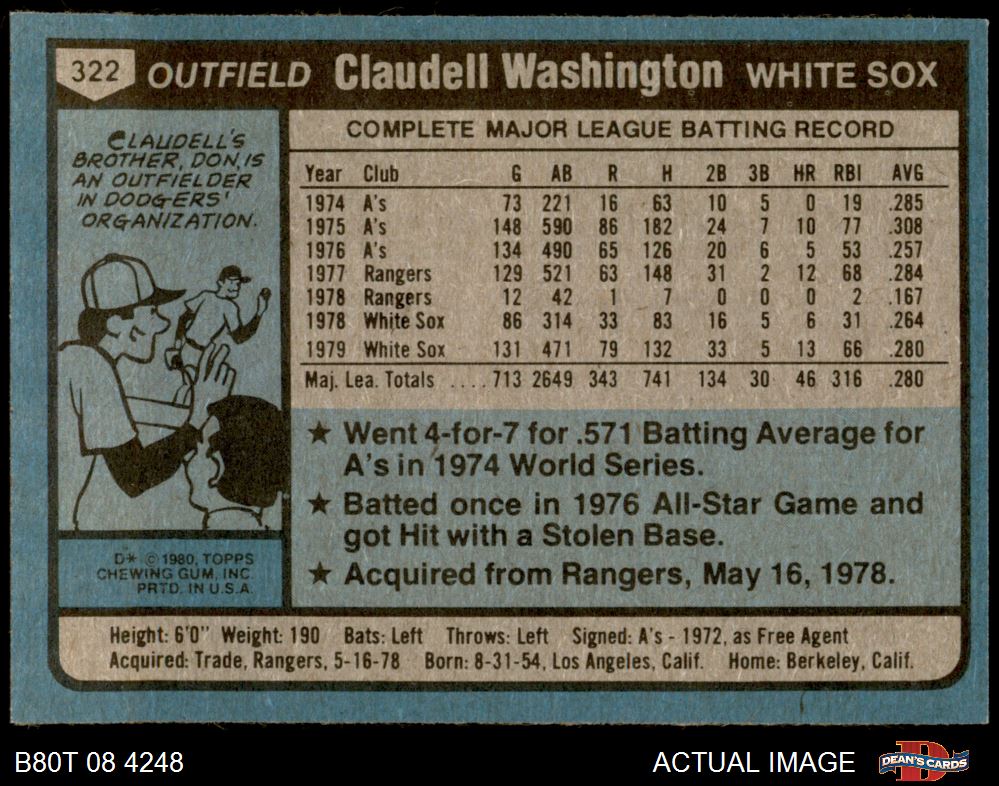 322 OUTFIELD Claudell Washington WHITE SOX
CLAUDELL'S
BROTHER, DON, IS
AN OUTFIELDER
IN DODGERS'
ORGANIZATION.
COMPLETE MAJOR LEAGUE BATTING RECORD
Year Club G AB R H 2B 3B HR RBI AVG
1974 A's 73 221 16 63 10 5 0 19 .285
1975 A's 148 590 86 182 24 7 10 77 .308
1976 A's 134 490 65 126 20 6 5 53 .257
1977 Rangers 129 521 63 148 31 2 12 68 .284
1978 Rangers 12 42 1 7 0 0 0 2 .167
1978 White Sox 86 314 33 83 16 5 6 31 .264
1979 White Sox 131 471 79 132 33 5 13 66 .280
Maj. Lea. Totals .... 713 2649 343 741 134 30 46 316 .280
★ Went 4-for-7 for .571 Batting Average for
A's in 1974 World Series.
★ Batted once in 1976 All-Star Game and
got Hit with a Stolen Base.
★ Acquired from Rangers, May 16, 1978.
D* © 1980, TOPPS
CHEWING GUM, INC.
PRTD. IN U.S.A.
Height: 6'0" Weight: 190 Bats: Left Throws: Left Signed: A's - 1972, as Free Agent
Acquired: Trade, Rangers, 5-16-78 Born: 8-31-54, Los Angeles, Calif. Home: Berkeley, Calif.
B80T 08 4248 ACTUAL IMAGE
D
DEAN'S CARDS